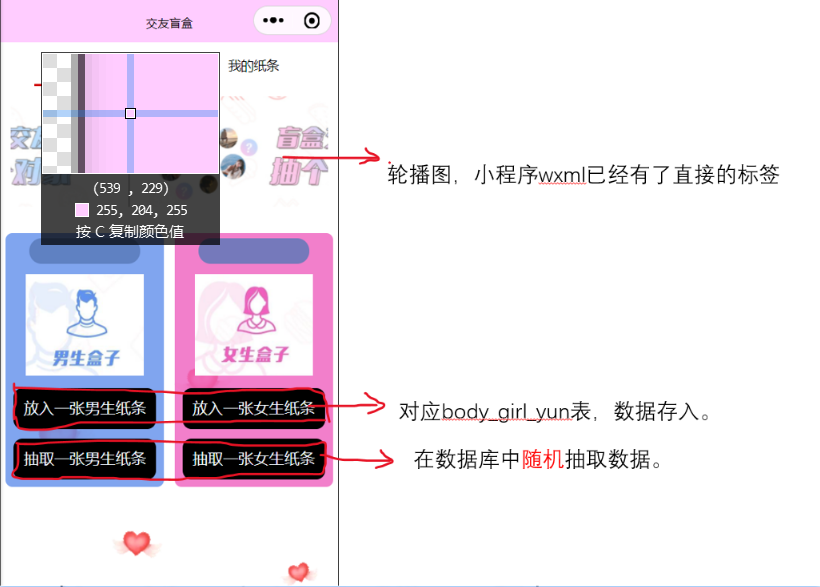 交友盲盒
我的纸条
交
对
盲盒
抽个
(539 , 229)
255, 204, 255
按 C 复制颜色值
轮播图，小程序wxml已经有了直接的标签
男生盒子
女生盒子
放入一张男生纸条
放入一张女生纸条
对应body_girl_yun表，数据存入。
抽取一张男生纸条
抽取一张女生纸条
在数据库中随机抽取数据。